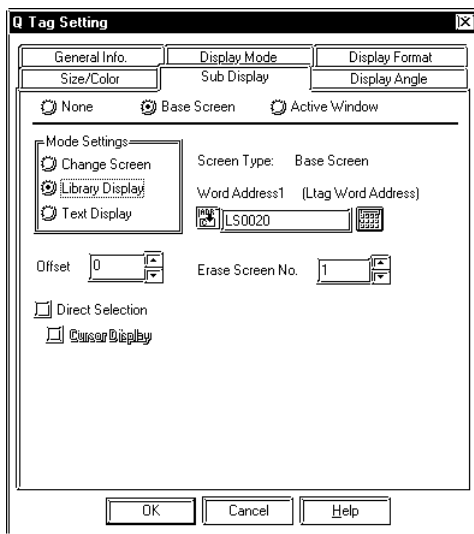 Q Tag Setting
General Info. Display Mode Display Format
Size/Color Sub Display Display Angle
None Base Screen Active Window
Mode Settings
Change Screen
Library Display
Text Display
Screen Type: Base Screen
Word Address1 (Ltag Word Address)
LS0020
Offset 0 Erase Screen No. 1
Direct Selection
Cursor Display
OK Cancel Help